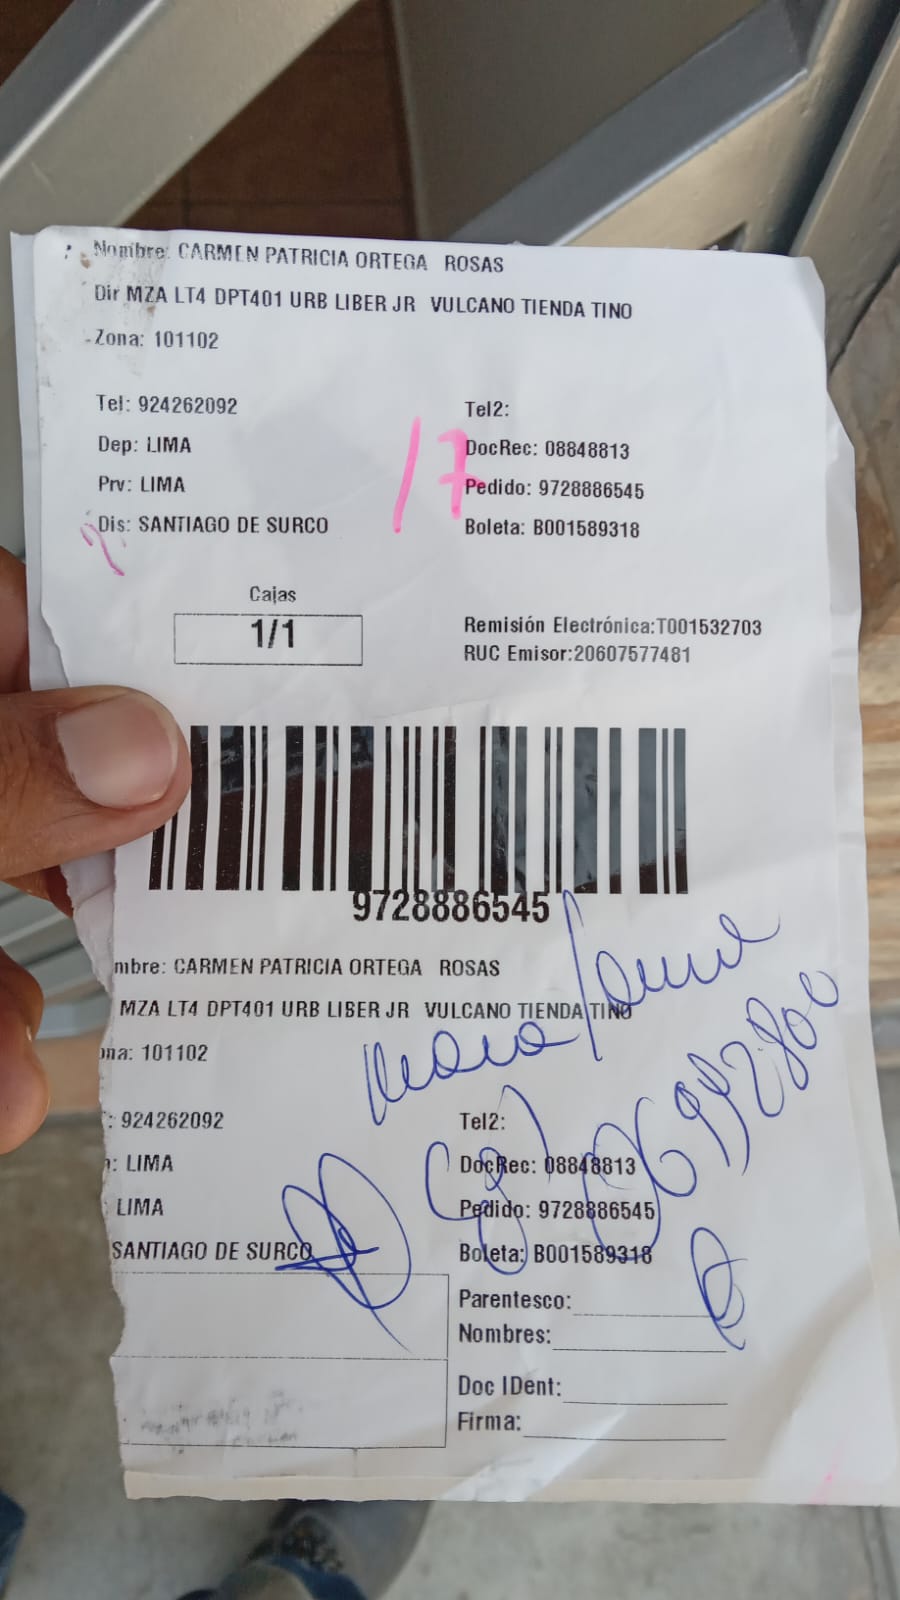 Nombre: CARMEN PATRICIA ORTEGA ROSAS
Dir MZA LT4 DPT401 URB LIBER JR VULCANO TIENDA TINO
Zona: 101102
Tel: 924262092 Tel2:
Dep: LIMA DocRec: 08848813
Prv: LIMA Pedido: 9728886545
Dis: SANTIAGO DE SURCO Boleta: B001589318
17
Cajas
1/1
Remisión Electrónica:T001532703
RUC Emisor:20607577481
9728886545
mbre: CARMEN PATRICIA ORTEGA ROSAS
MZA LT4 DPT401 URB LIBER JR VULCANO TIENDA TINO
ona: 101102
: 924262092 Tel2:
: LIMA DocRec: 08848813
LIMA Pedido: 9728886545
SANTIAGO DE SURCO Boleta: B001589318
Parentesco:
Nombres:
Doc IDent:
Firma: